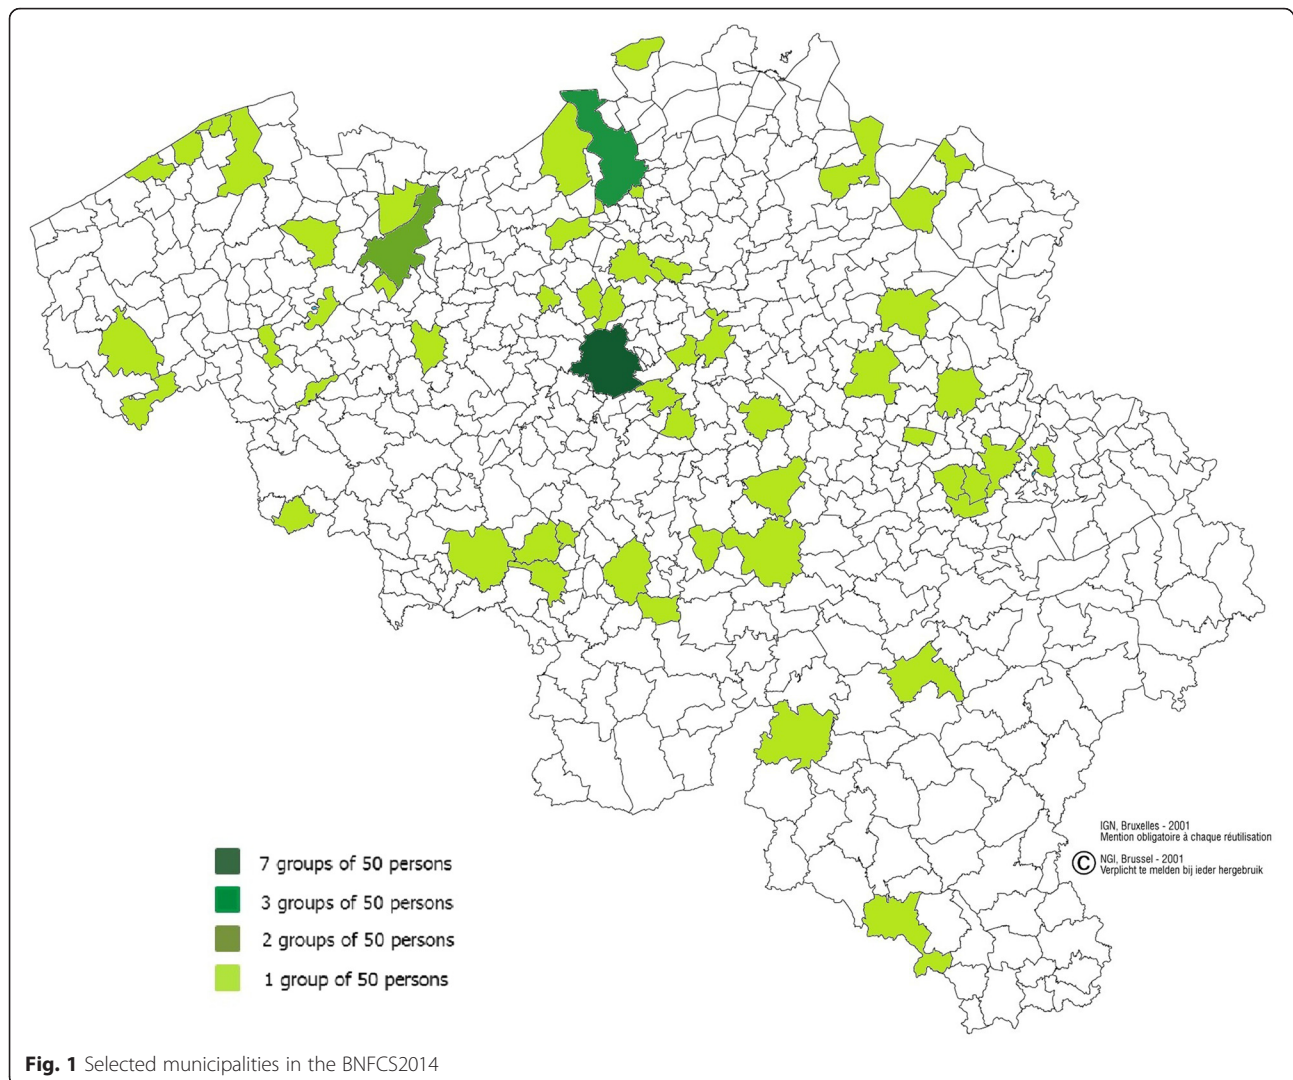 IGN, Bruxelles - 2001
Mention obligatoire à chaque réutilisation
© NGI, Brussel - 2001
Verplicht te melden bij ieder hergebruik
7 groups of 50 persons
3 groups of 50 persons
2 groups of 50 persons
1 group of 50 persons
Fig. 1 Selected municipalities in the BNFCS2014